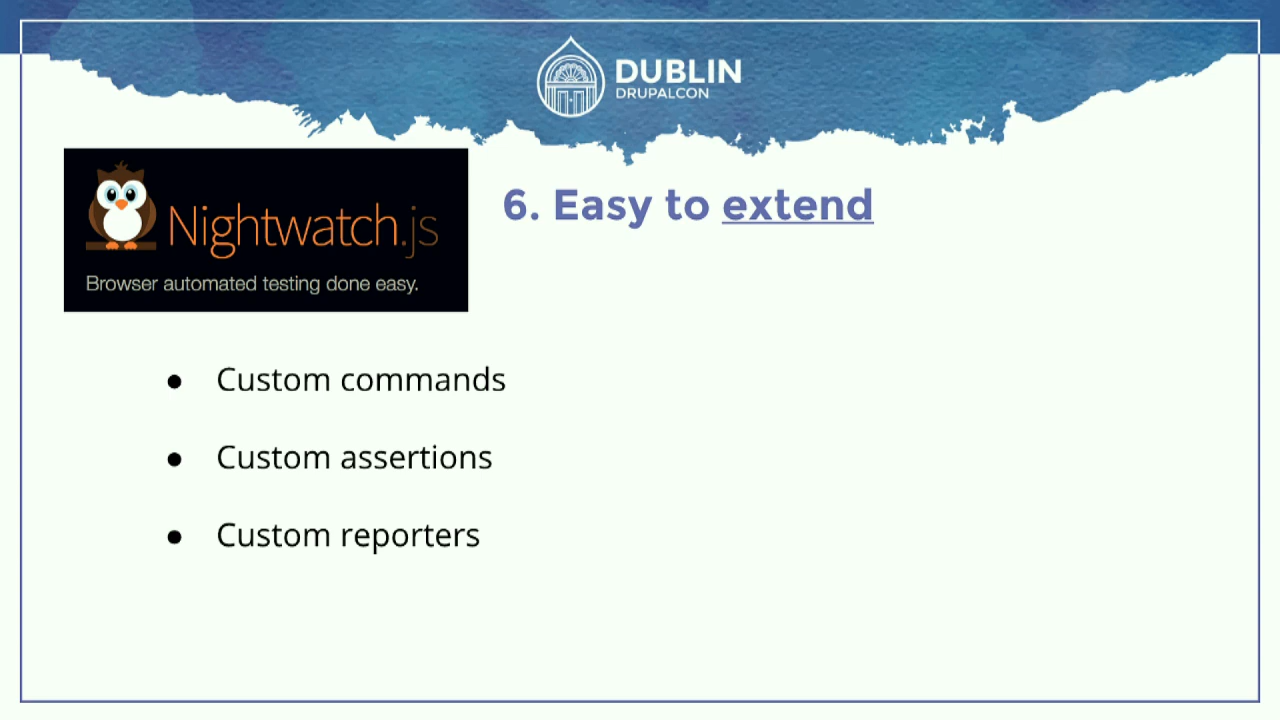 DUBLIN
DRUPALCON
Nightwatch.js
Browser automated testing done easy.
6. Easy to extend
● Custom commands
● Custom assertions
● Custom reporters